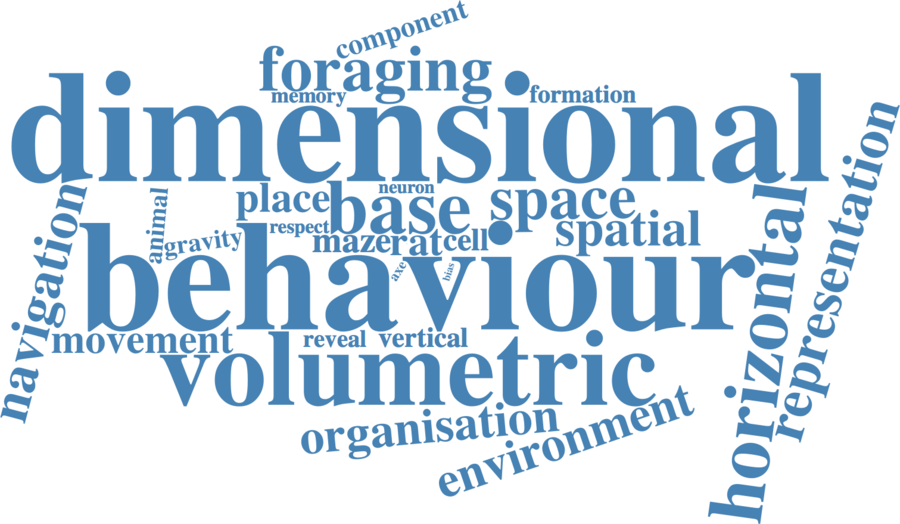 component
foraging
memory
formation
dimensional
representation
navigation
animal
place
neuron
base
space
horizontal
respect
spatial
gravity
maze
rat
cell
axe
bias
behaviour
movement
reveal
vertical
volumetric
organisation
environment